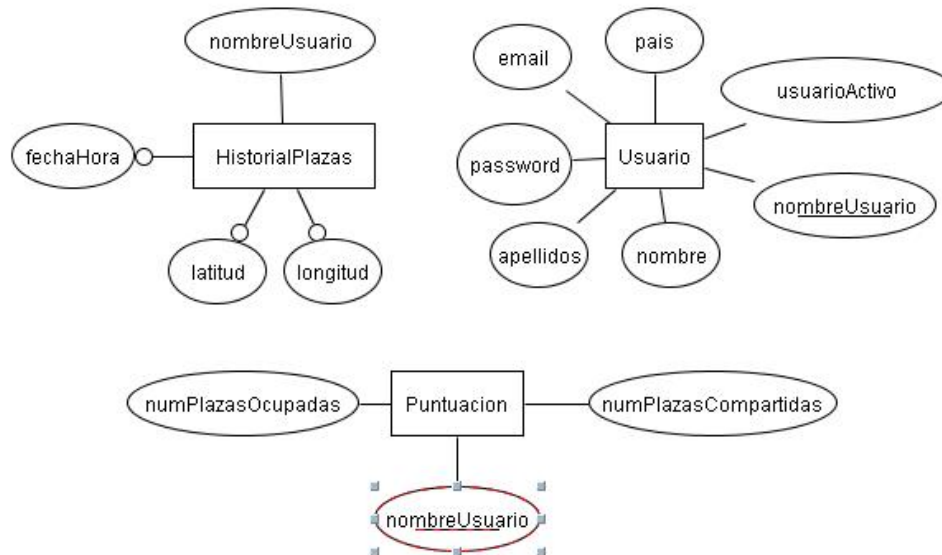 nombreUsuario
fechaHora
HistorialPlazas
latitud
longitud
email
pais
usuarioActivo
password
Usuario
nombreUsuario
apellidos
nombre
numPlazasOcupadas
Puntuacion
numPlazasCompartidas
nombreUsuario